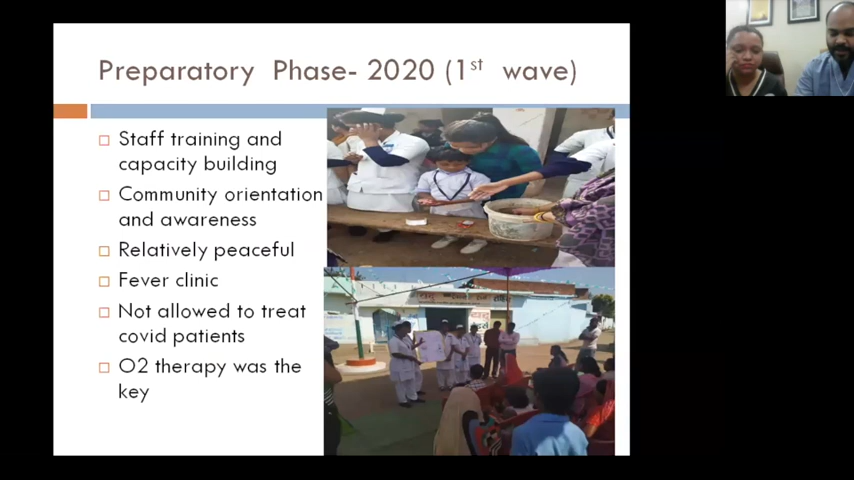 Preparatory Phase- 2020 (1st wave)
Staff training and
capacity building
Community orientation
and awareness
Relatively peaceful
Fever clinic
Not allowed to treat
covid patients
O2 therapy was the
key